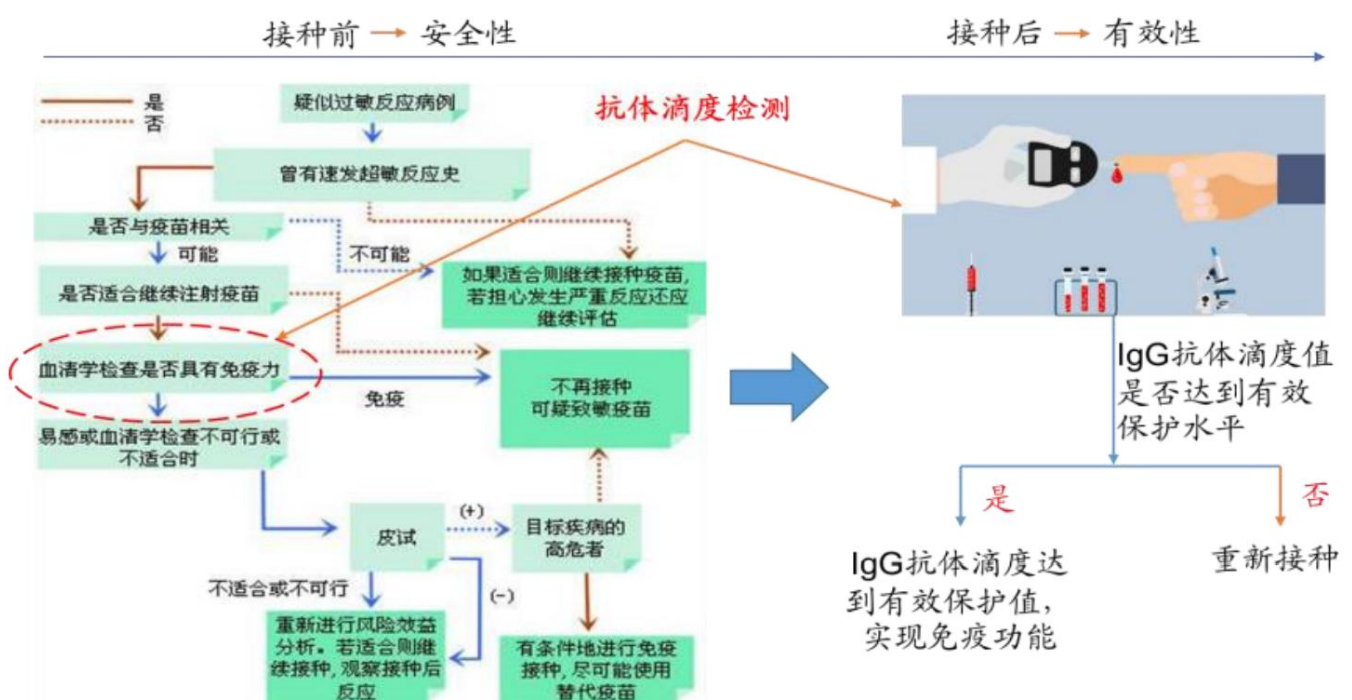 接种前 → 安全性
接种后 → 有效性
是
否
疑似过敏反应病例
抗体滴度检测
曾有速发超敏反应史
是否与疫苗相关
可能
不可能
是否适合继续注射疫苗
如果适合则继续接种疫苗,
若担心发生严重反应还应
继续评估
血清学检查是否具有免疫力
免疫
不再接种
可疑致敏疫苗
易感或血清学检查不可行或
不适合时
皮试
(+)
目标疾病的
高危者
不适合或不可行
(-)
重新进行风险效益
分析。若适合则继
续接种,观察接种后
反应
有条件地进行免疫
接种,尽可能使用
替代疫苗
IgG抗体滴度值
是否达到有效
保护水平
是
否
IgG抗体滴度达
到有效保护值，
实现免疫功能
重新接种